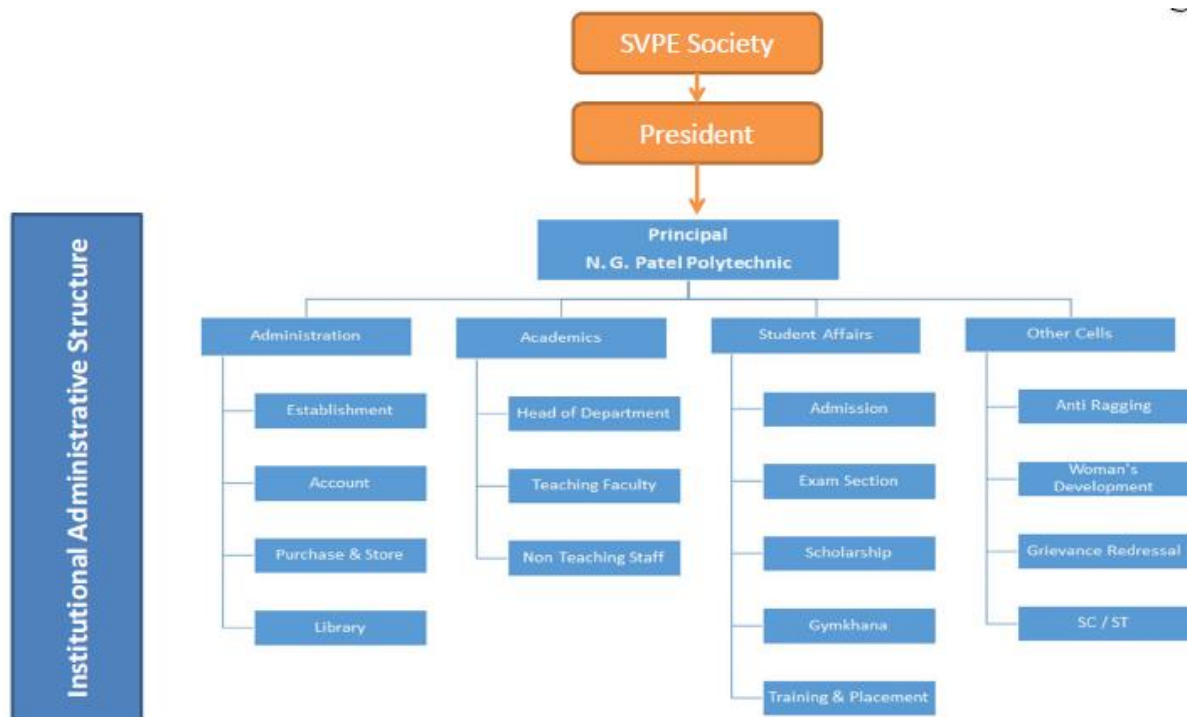 SVPE Society
President
Institutional Administrative Structure
Principal
N. G. Patel Polytechnic
Administration
Establishment
Account
Purchase & Store
Library
Academics
Head of Department
Teaching Faculty
Non Teaching Staff
Student Affairs
Admission
Exam Section
Scholarship
Gymkhana
Training & Placement
Other Cells
Anti Ragging
Woman's
Development
Grievance Redressal
SC / ST